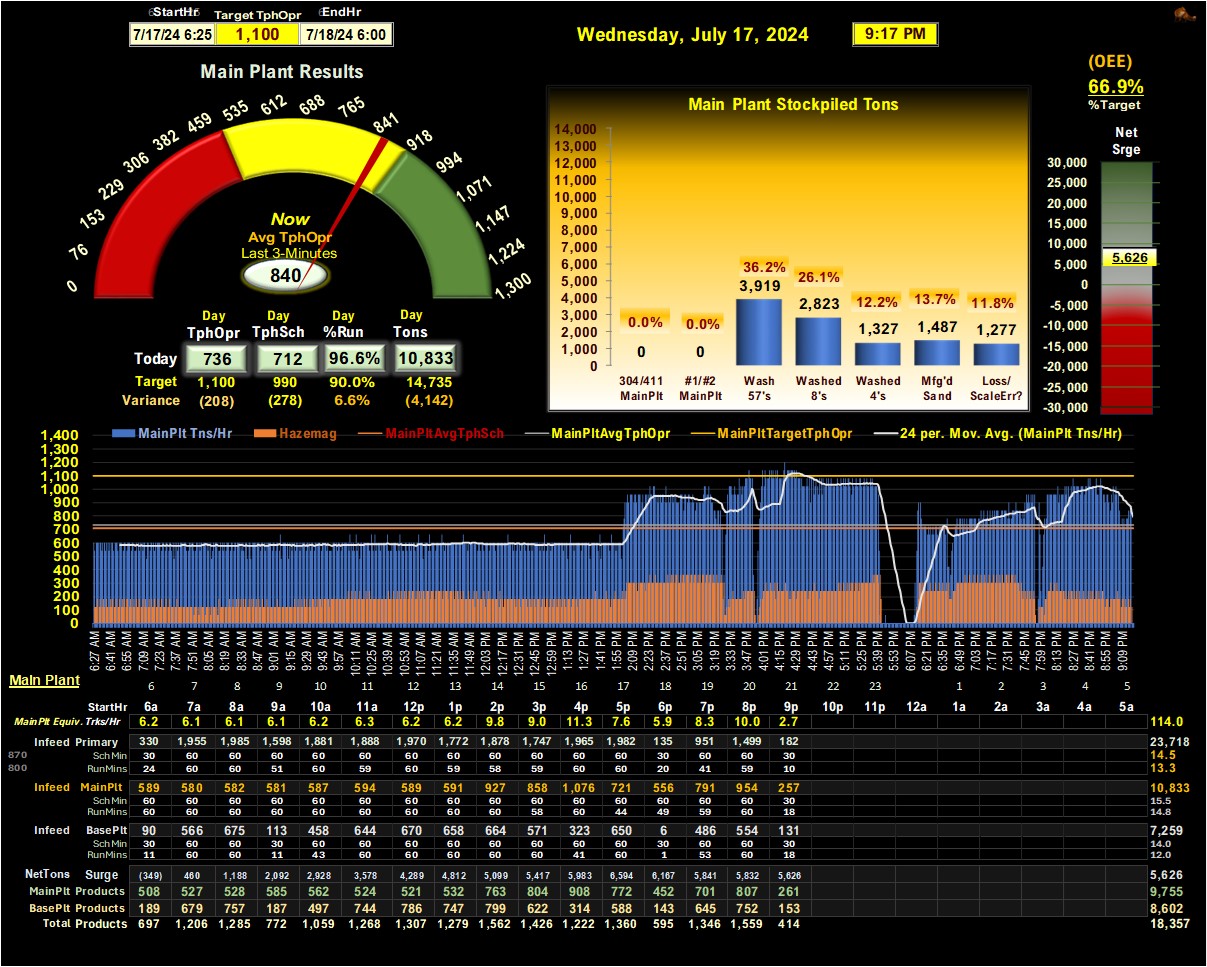 StartHr Target TphOpr EndHr
7/17/24 6:25 1,100 7/18/24 6:00
Wednesday, July 17, 2024 9:17 PM
Main Plant Results
0 76 153 229 306 382 459 535 612 688 765 841 918 994 1,071 1,147 1,224 1,300
Now
Avg TphOpr
Last 3-Minutes
840
Day Day Day Day
TphOpr TphSch %Run Tons
Today 736 712 96.6% 10,833
Target 1,100 990 90.0% 14,735
Variance (208) (278) 6.6% (4,142)
Main Plant Stockpiled Tons
14,000
13,000
12,000
11,000
10,000
9,000
8,000
7,000
6,000
5,000
4,000
3,000
2,000
1,000
0
0.0% 0.0% 36.2% 26.1% 12.2% 13.7% 11.8%
0 0 3,919 2,823 1,327 1,487 1,277
304/411 #1/#2 Wash Washed Washed Mfg'd Loss/
MainPlt MainPlt 57's 8's 4's Sand ScaleErr?
(OEE)
66.9%
%Target
Net
Srge
30,000
25,000
20,000
15,000
10,000
5,000
0
-5,000
-10,000
-15,000
-20,000
-25,000
-30,000
5,626
MainPlt Tns/Hr Hazemag MainPltAvgTphSch MainPltAvgTphOpr MainPltTargetTphOpr 24 per. Mov. Avg. (MainPlt Tns/Hr)
1,400
1,300
1,200
1,100
1,000
900
800
700
600
500
400
300
200
100
0
6:27 AM 6:41 AM 6:55 AM 7:09 AM 7:23 AM 7:37 AM 7:51 AM 8:05 AM 8:19 AM 8:33 AM 8:47 AM 9:01 AM 9:15 AM 9:29 AM 9:43 AM 9:57 AM 10:11 AM 10:25 AM 10:39 AM 10:53 AM 11:07 AM 11:21 AM 11:35 AM 11:49 AM 12:03 PM 12:17 PM 12:31 PM 12:45 PM 12:59 PM 1:13 PM 1:27 PM 1:41 PM 1:55 PM 2:09 PM 2:23 PM 2:37 PM 2:51 PM 3:05 PM 3:19 PM 3:33 PM 3:47 PM 4:01 PM 4:15 PM 4:29 PM 4:43 PM 4:57 PM 5:11 PM 5:25 PM 5:39 PM 5:53 PM 6:07 PM 6:21 PM 6:35 PM 6:49 PM 7:03 PM 7:17 PM 7:31 PM 7:45 PM 7:59 PM 8:13 PM 8:27 PM 8:41 PM 8:55 PM 9:09 PM
Main Plant
6 7 8 9 10 11 12 13 14 15 16 17 18 19 20 21 22 23 1 2 3 4 5
StartHr 6a 7a 8a 9a 10a 11a 12p 1p 2p 3p 4p 5p 6p 7p 8p 9p 10p 11p 12a 1a 2a 3a 4a 5a
MainPlt Equiv. Trks/Hr 6.2 6.1 6.1 6.1 6.2 6.3 6.2 6.2 9.8 9.0 11.3 7.6 5.9 8.3 10.0 2.7 114.0
Infeed Primary 330 1,955 1,985 1,598 1,881 1,888 1,970 1,772 1,878 1,747 1,965 1,982 135 951 1,499 182 23,718
870 Sch Min 30 60 60 60 60 60 60 60 60 60 60 60 30 60 60 30 14.5
800 RunMins 24 60 60 51 60 59 60 59 58 59 60 60 20 41 59 10 13.3
Infeed MainPlt 589 580 582 581 587 594 589 591 927 858 1,076 721 556 791 954 257 10,833
Sch Min 60 60 60 60 60 60 60 60 60 60 60 60 60 60 60 30 15.5
RunMins 60 60 60 60 60 60 60 60 60 58 60 44 49 59 60 18 14.8
Infeed BasePlt 90 566 675 113 458 644 670 658 664 571 323 650 6 486 554 131 7,259
Sch Min 30 60 60 30 60 60 60 60 60 60 60 60 30 60 60 30 14.0
RunMins 11 60 60 11 43 60 60 60 60 60 41 60 1 53 60 18 12.0
NetTons Surge (349) 460 1,188 2,092 2,928 3,578 4,289 4,812 5,099 5,417 5,983 6,594 6,167 5,841 5,832 5,626 5,626
MainPlt Products 508 527 528 585 562 524 521 532 763 804 908 772 452 701 807 261 9,755
BasePlt Products 189 679 757 187 497 744 786 747 799 622 314 588 143 645 752 153 8,602
Total Products 697 1,206 1,285 772 1,059 1,268 1,307 1,279 1,562 1,426 1,222 1,360 595 1,346 1,559 414 18,357